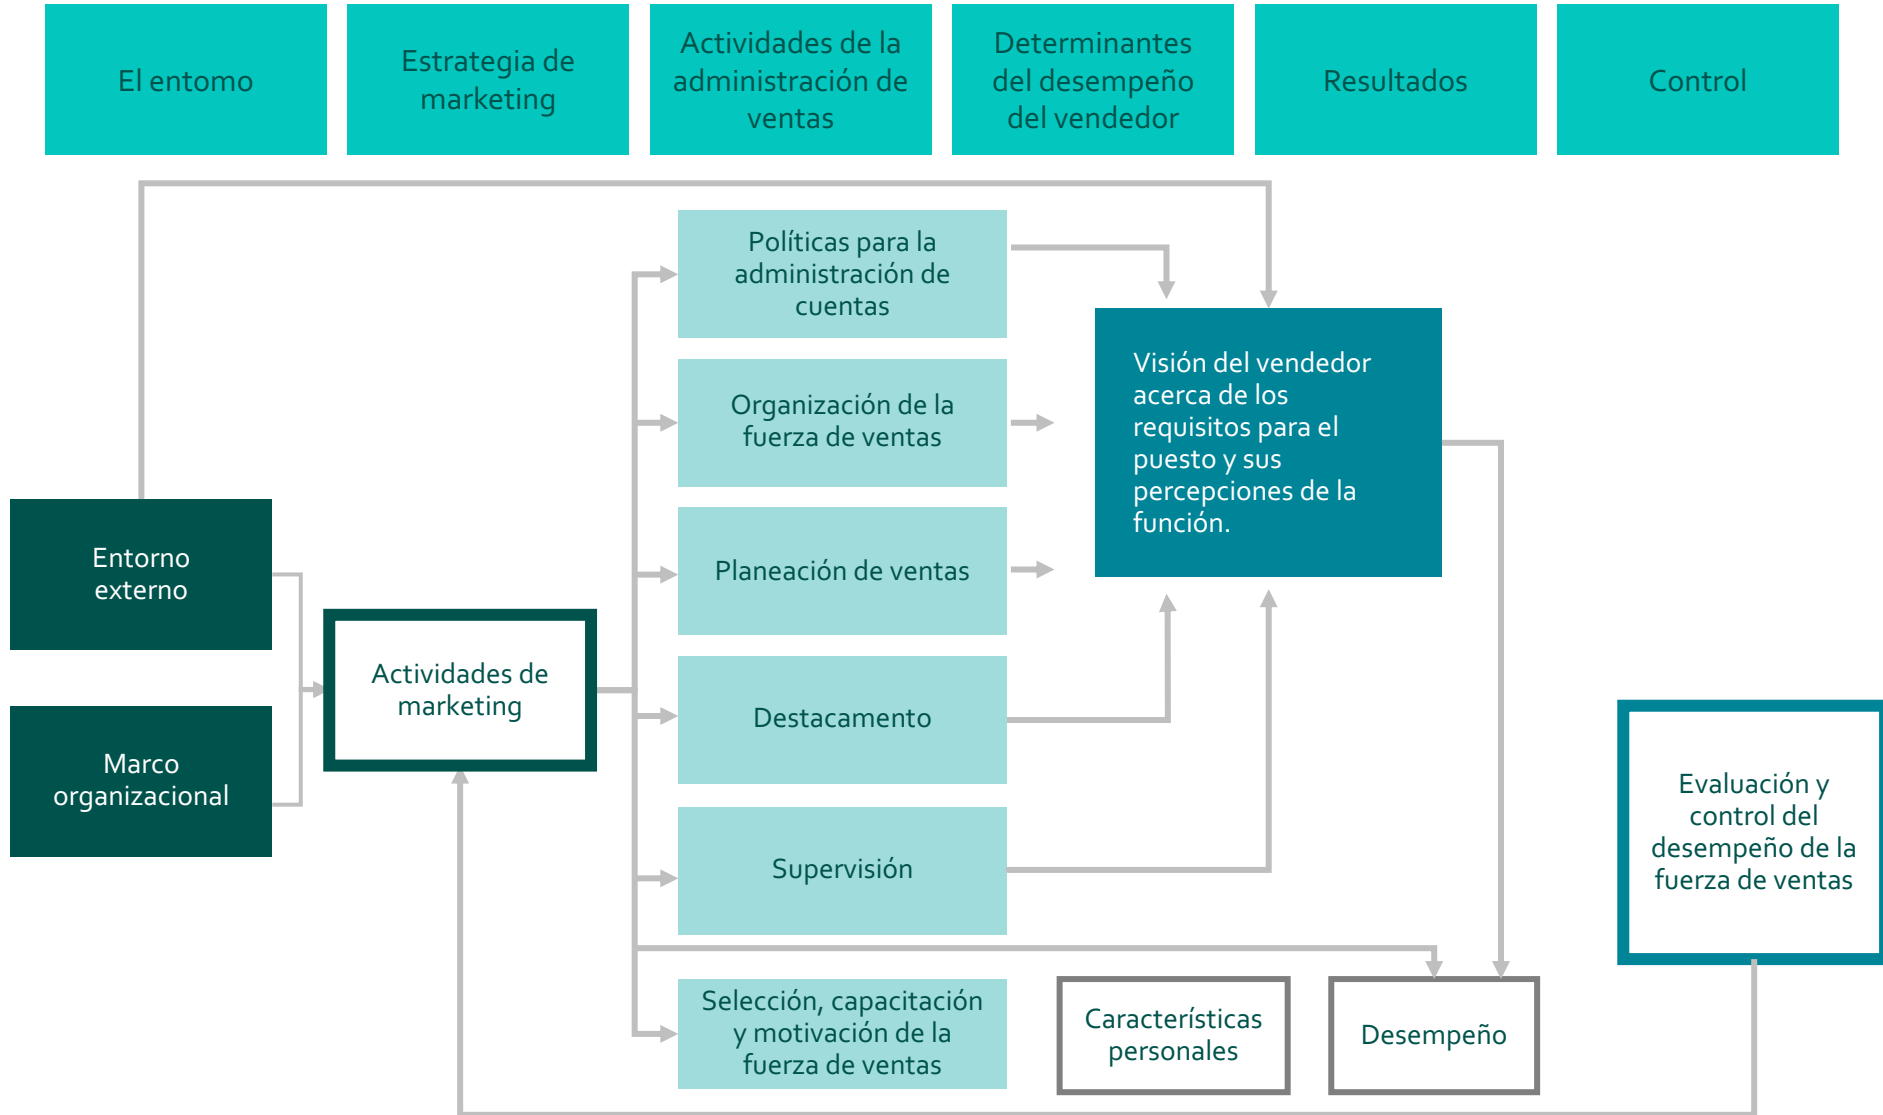 El entomo
Estrategia de
marketing
Actividades de la
administración de
ventas
Determinantes
del desempeño
del vendedor
Resultados
Control
Políticas para la
administración de
cuentas
Organización de la
fuerza de ventas
Planeación de ventas
Destacamento
Supervisión
Selección, capacitación
y motivación de la
fuerza de ventas
Visión del vendedor
acerca de los
requisitos para el
puesto y sus
percepciones de la
función.
Entorno
externo
Marco
organizacional
Actividades de
marketing
Características
personales
Desempeño
Evaluación y
control del
desempeño de la
fuerza de ventas